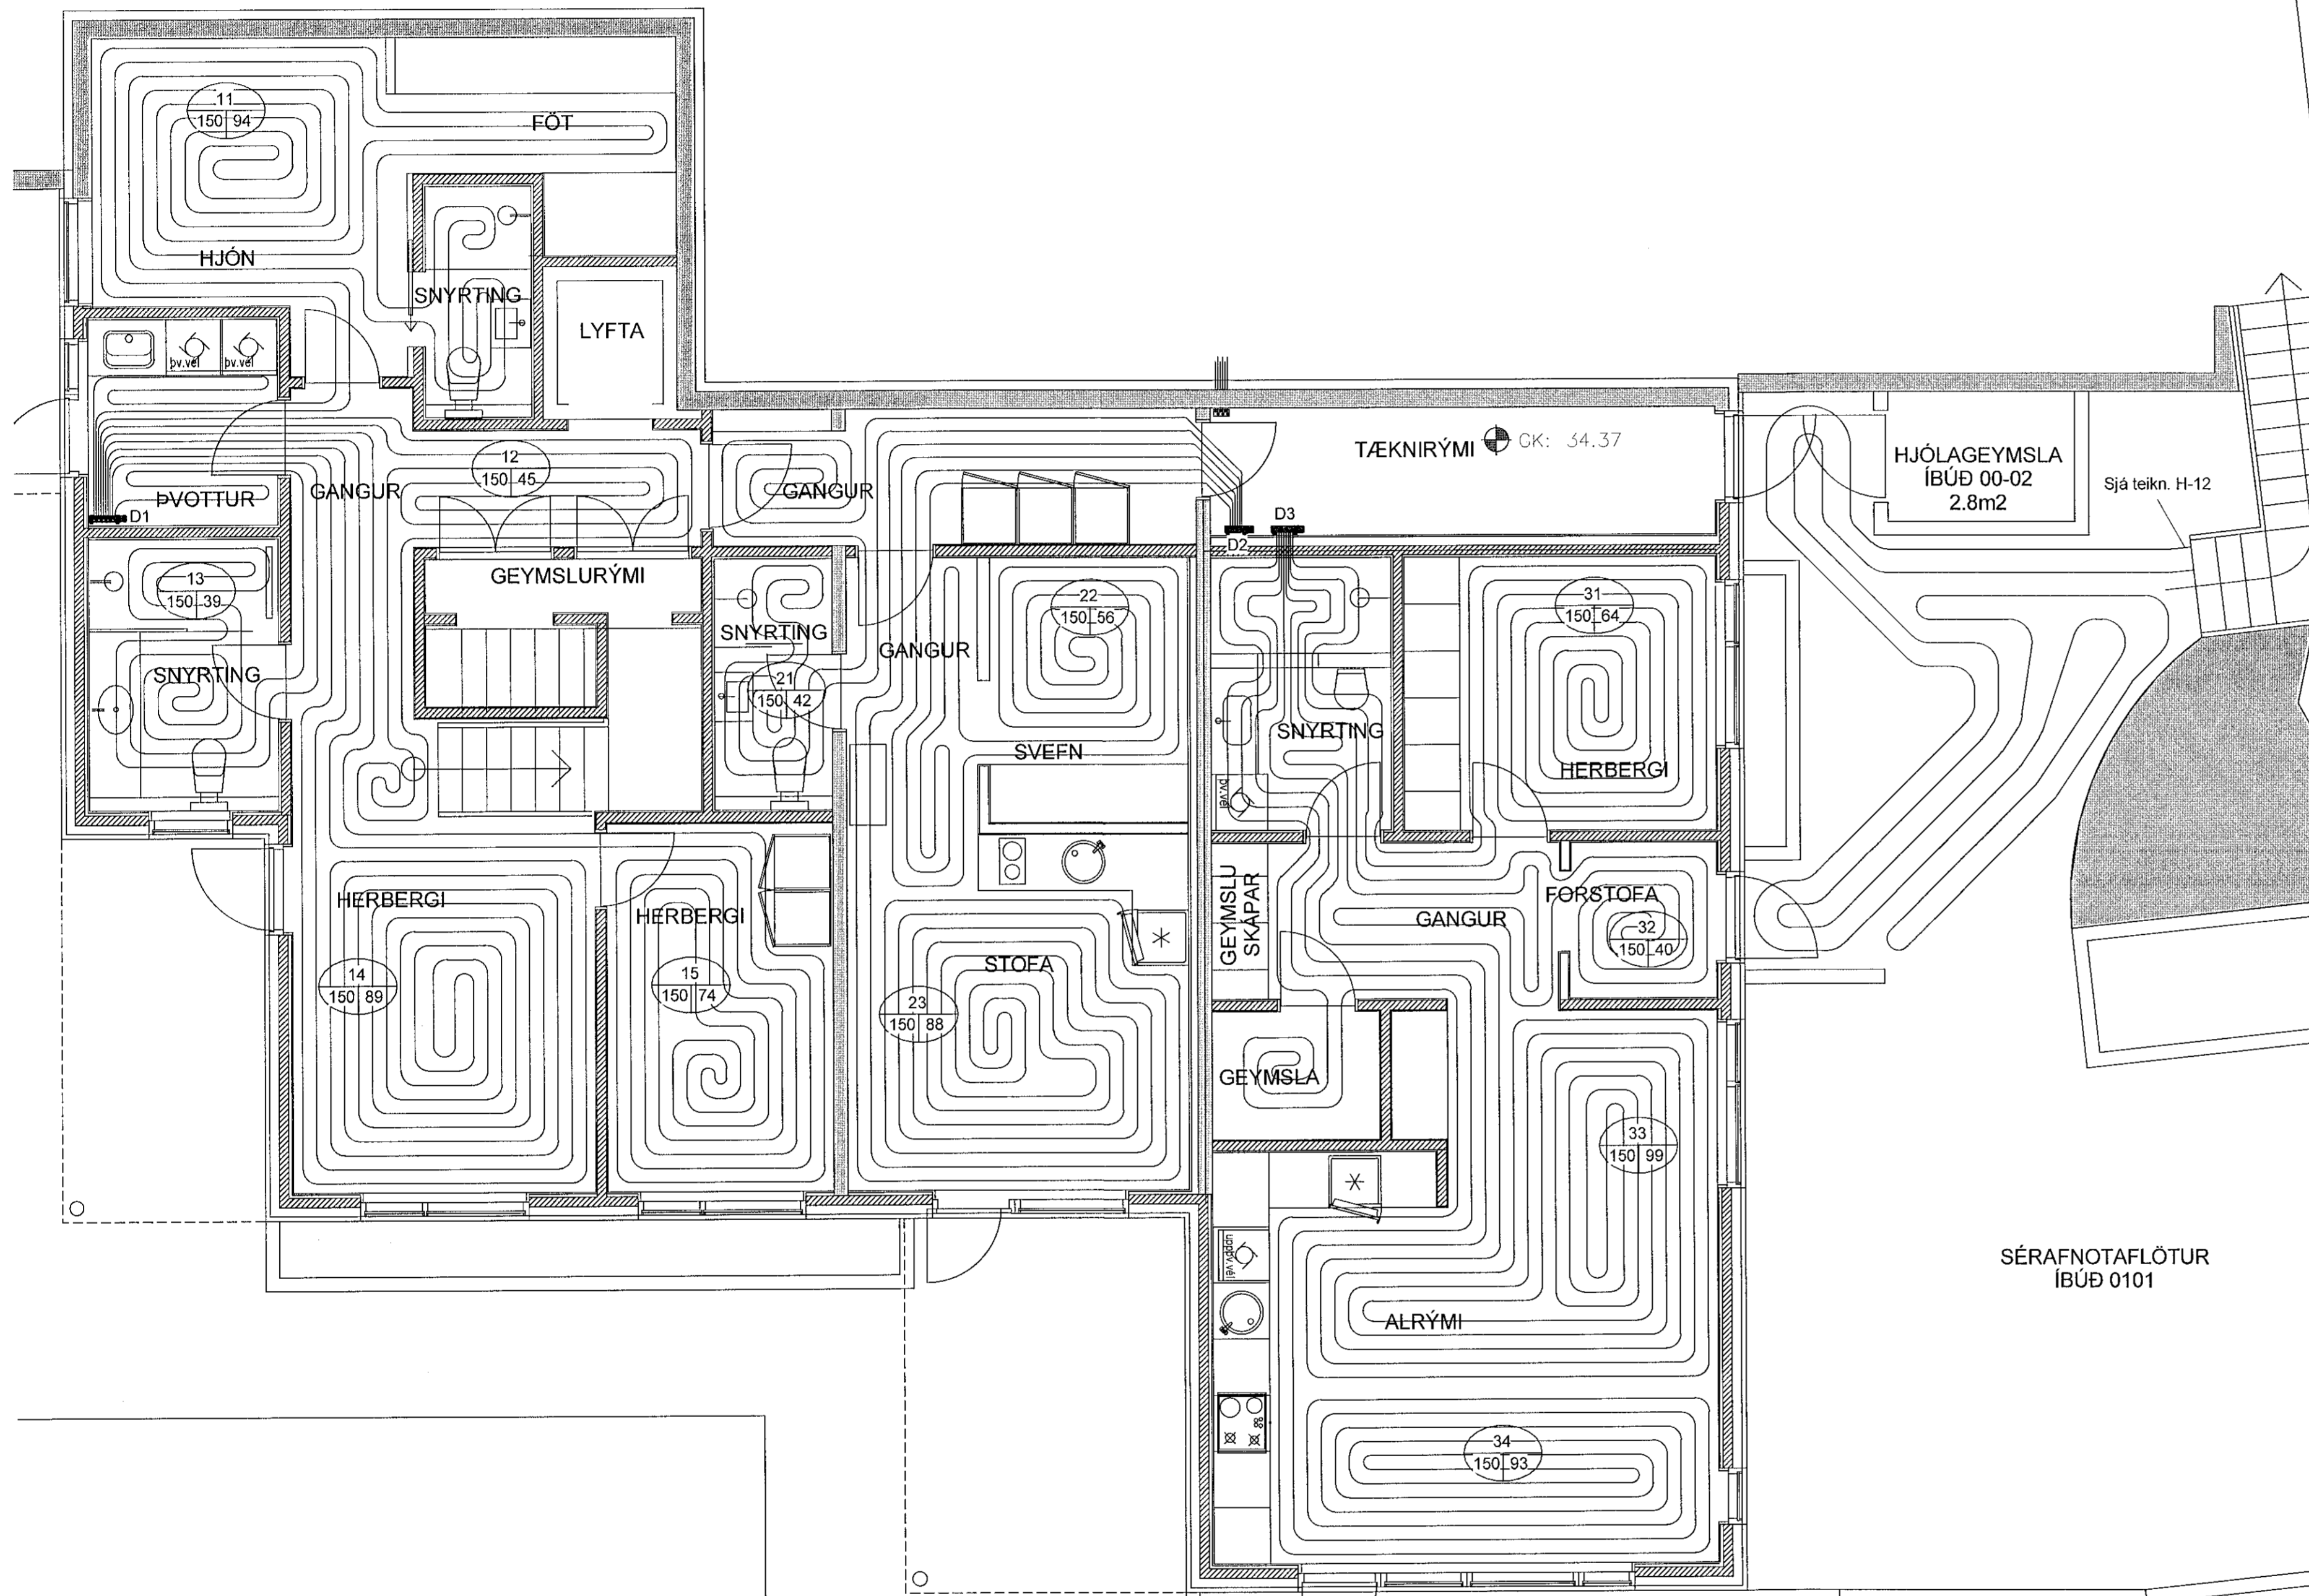 11
150 94
FÖT
HJÓN
SNYRTING
LYFTA
þv.vél
þv.vél
12
150 45
GANGUR
ÞVOTTUR
D1
GANGUR
TÆKNIRÝMI
GK: 34.37
HJÓLAGEYMSLA
ÍBÚÐ 00-02
2.8m2
Sjá teikn. H-12
D3
D2
13
150 39
GEYMSLURÝMI
SNYRTING
22
150 56
31
150 64
SNYRTING
GANGUR
21
150 42
SNYRTING
SVEFN
HERBERGI
þv.vél
HERBERGI
HERBERGI
GEYMSLU
SKÁPAR
GANGUR
FORSTOFA
32
150 40
14
150 89
15
150 74
STOFA
23
150 88
GEYMSLA
33
150 99
uppþv.vél
ALRÝMI
SÉRAFNOTAFLÖTUR
ÍBÚÐ 0101
34
150 93